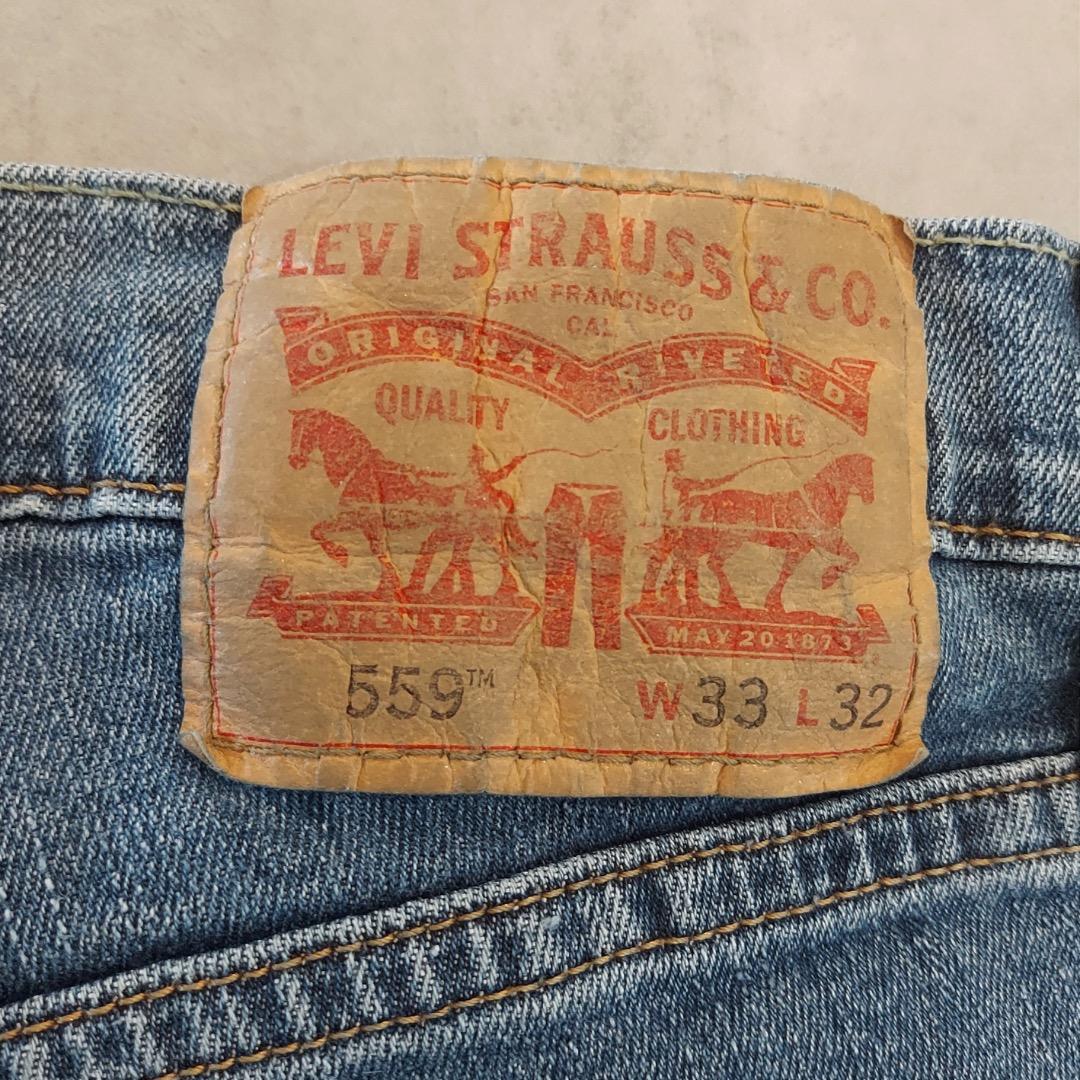 LEVI STRAUSS & CO.
SAN FRANCISCO
CAL
ORIGINAL RIVETED
QUALITY CLOTHING
PATENTED MAY 20 1873
559™ W33 L32